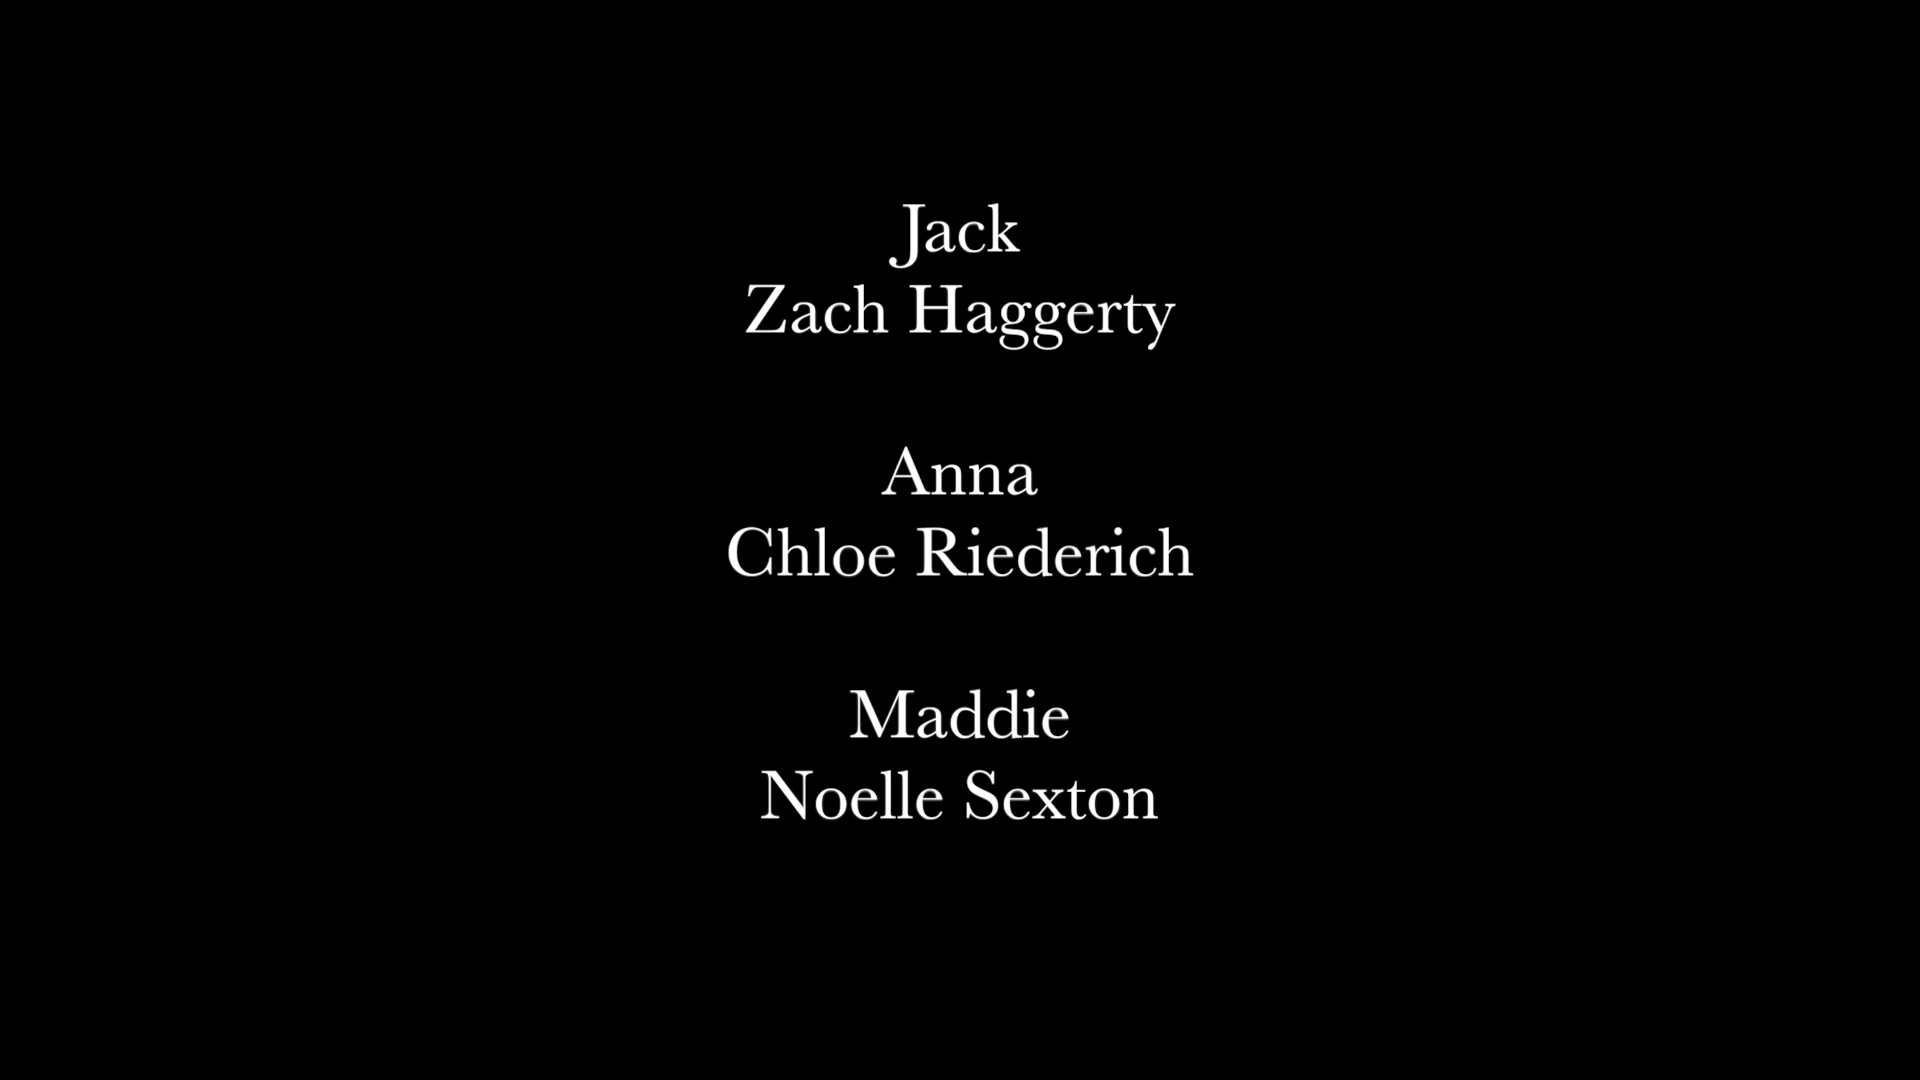 Jack
Zach Haggerty
Anna
Chloe Riederich
Maddie
Noelle Sexton